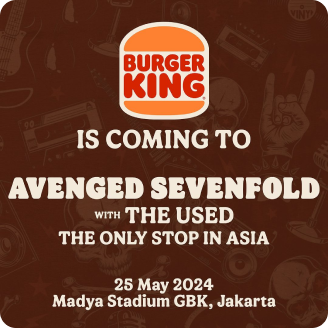 BURGER
KING
IS COMING TO
AVENGED SEVENFOLD
WITH THE USED
THE ONLY STOP IN ASIA
25 May 2024
Madya Stadium GBK, Jakarta